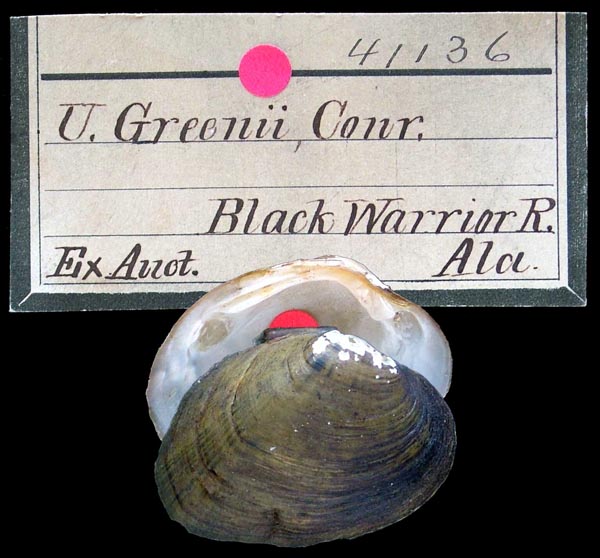 41136
U. Greenii, Conr.
Black Warrior R.
Ex. Auct. Ala.